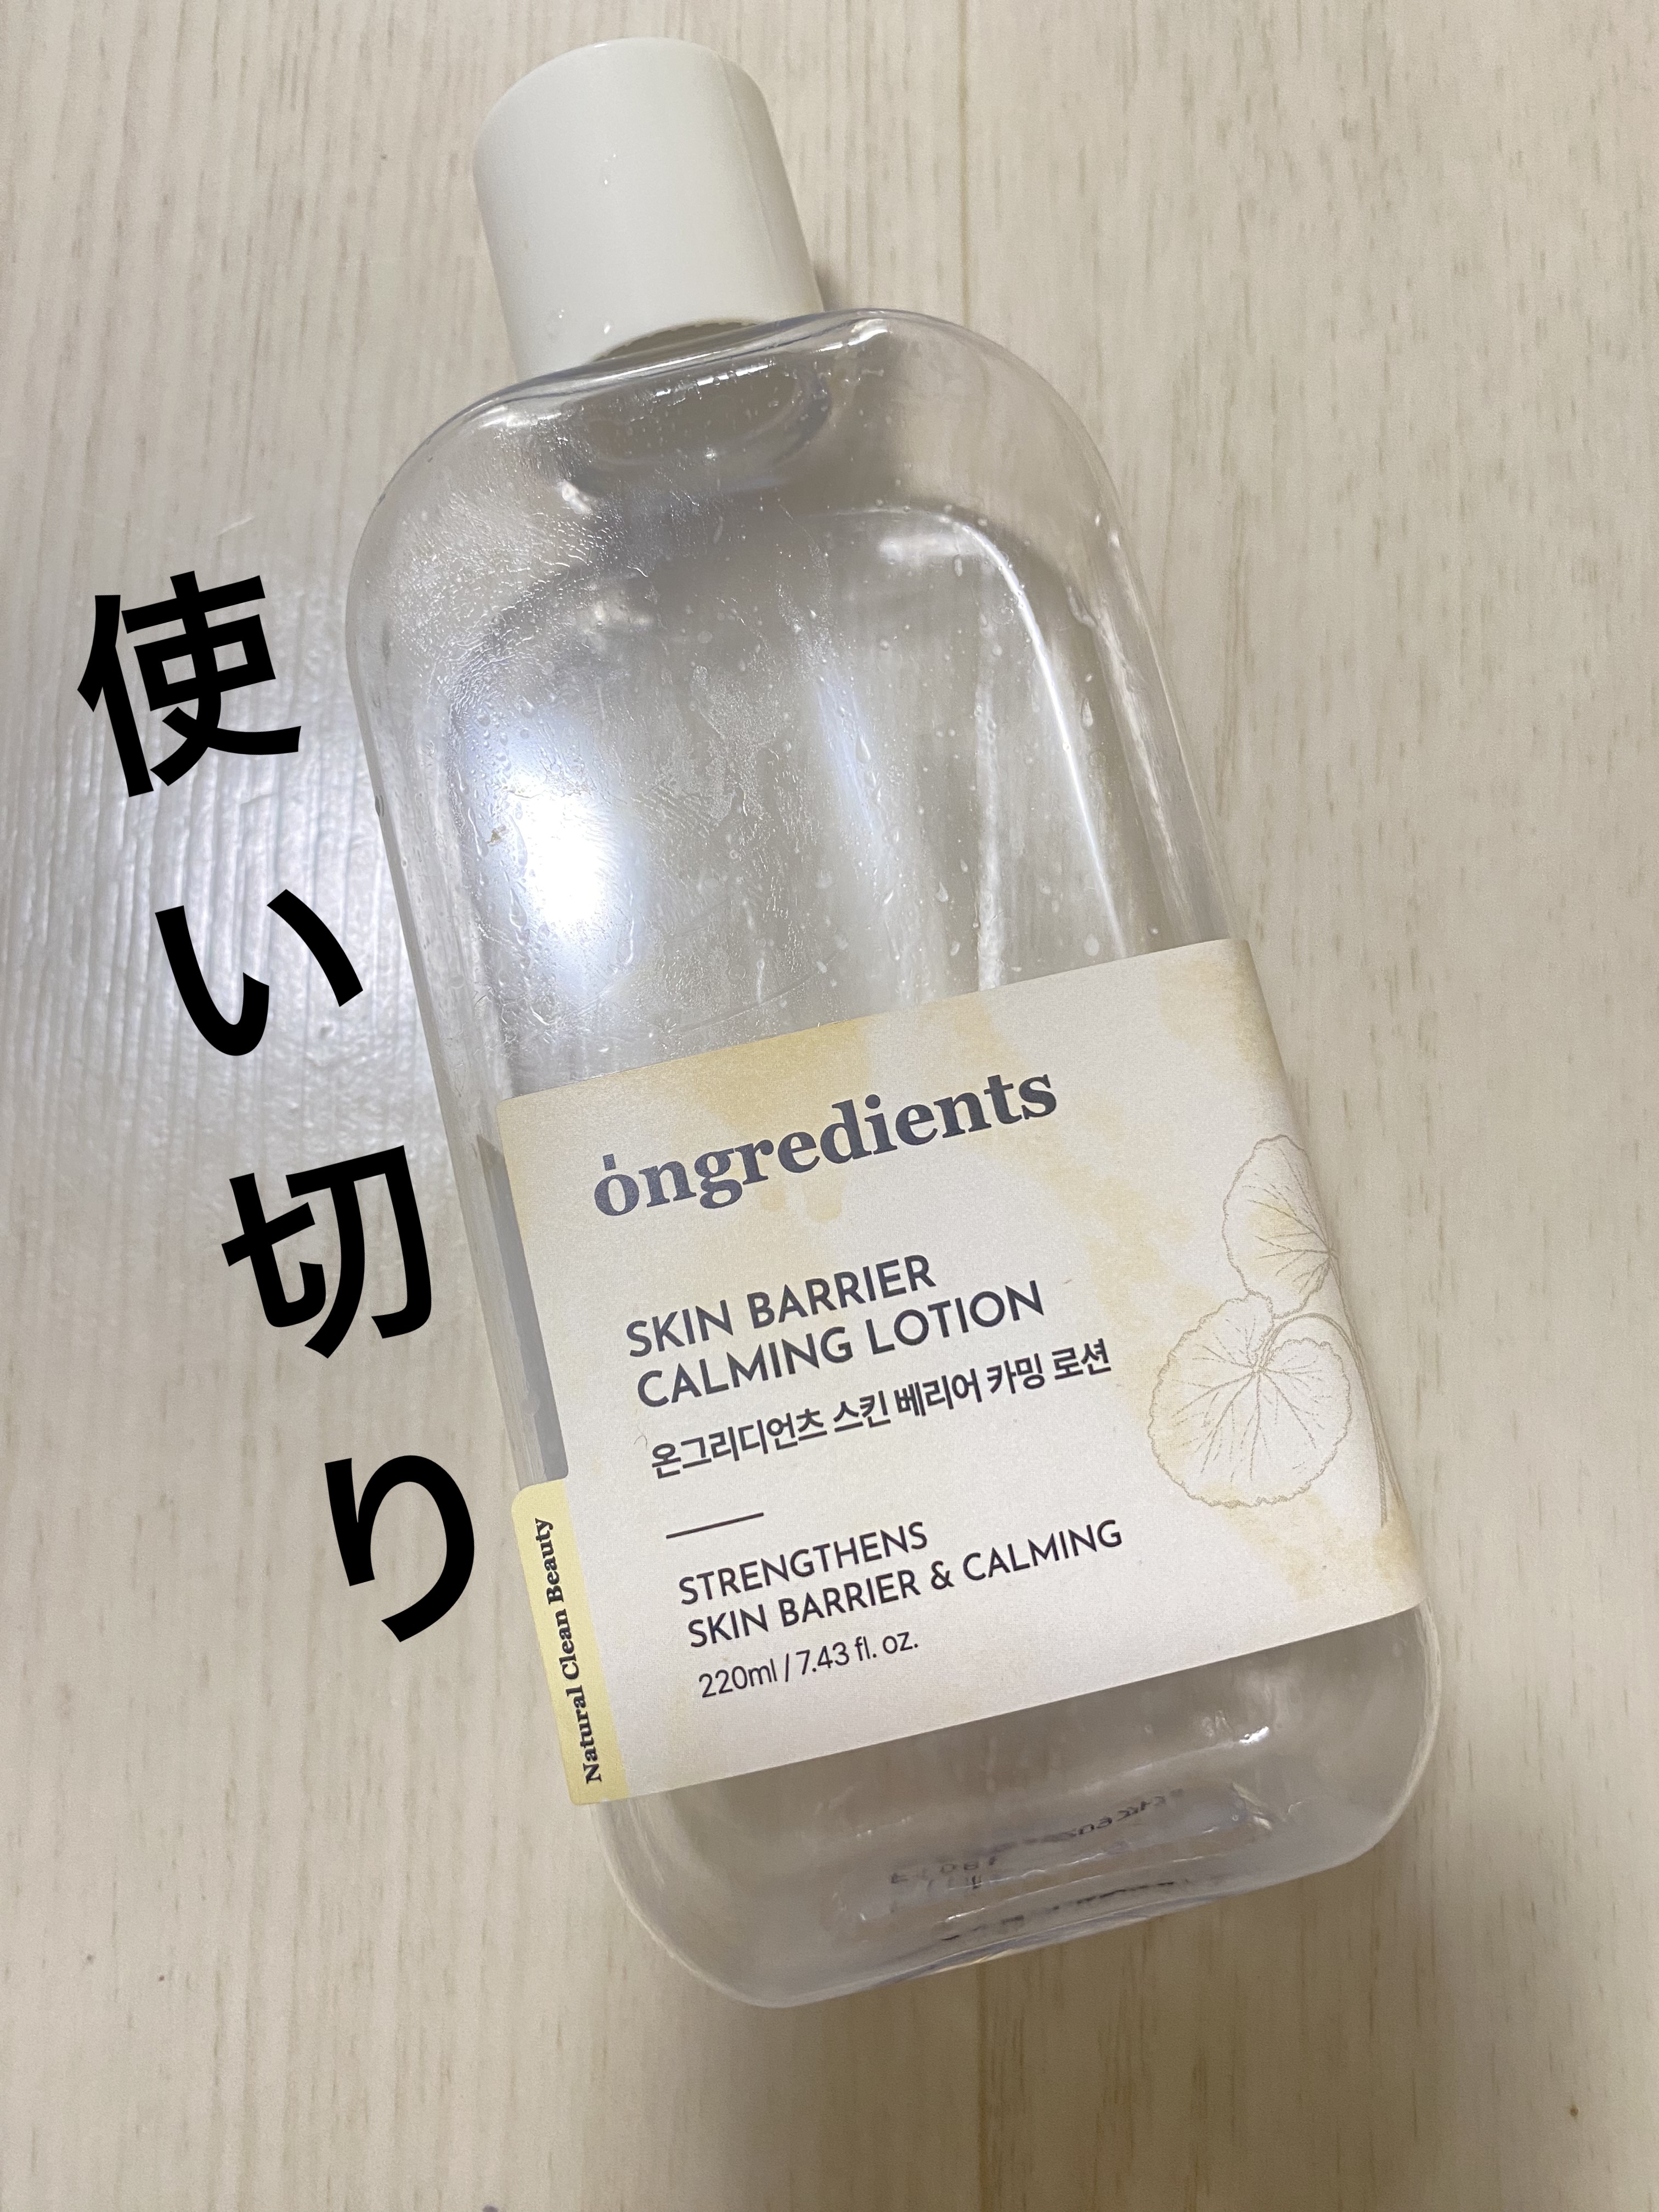 使い切り
ongredients
SKIN BARRIER
CALMING LOTION
온그리디언츠 스킨 베리어 카밍 로션
STRENGTHENS
SKIN BARRIER & CALMING
220ml / 7.43 fl. oz.
Natural Clean Beauty